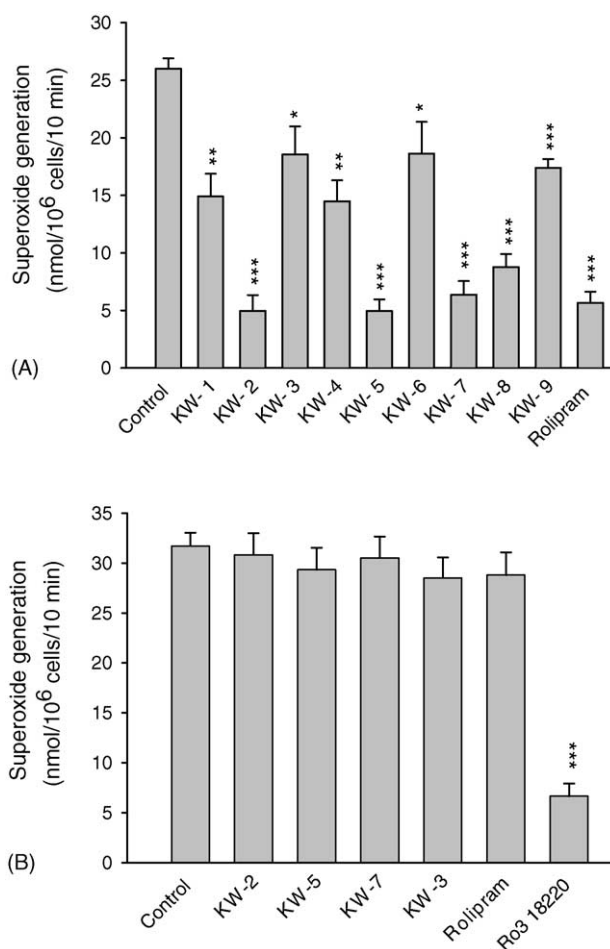 30
25
20
15
10
5
0
Superoxide generation
(nmol/10⁶ cells/10 min)
**
***
*
**
***
*
***
***
***
***
(A)
Control
KW- 1
KW- 2
KW- 3
KW-4
KW- 5
KW-6
KW- 7
KW-8
KW- 9
Rolipram
35
30
25
20
15
10
5
0
Superoxide generation
(nmol/10⁶ cells/10 min)
***
(B)
Control
KW-2
KW-5
KW-7
KW-3
Rolipram
Ro3 18220